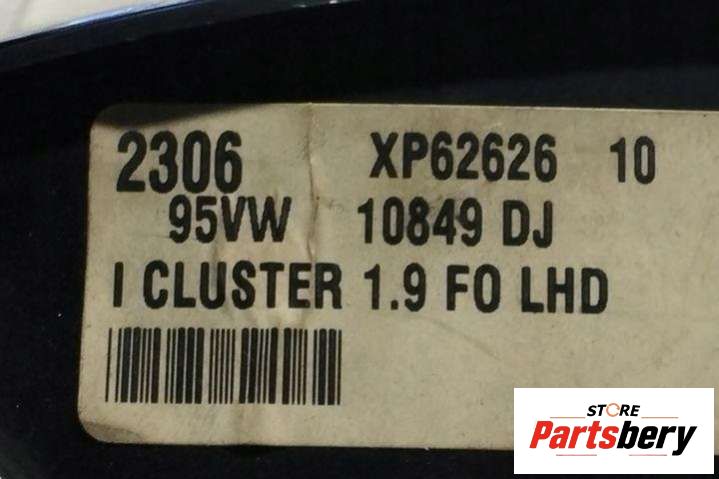 2306 XP62626 10
95VW 10849 DJ
I CLUSTER 1.9 FO LHD
STORE
Partsbery